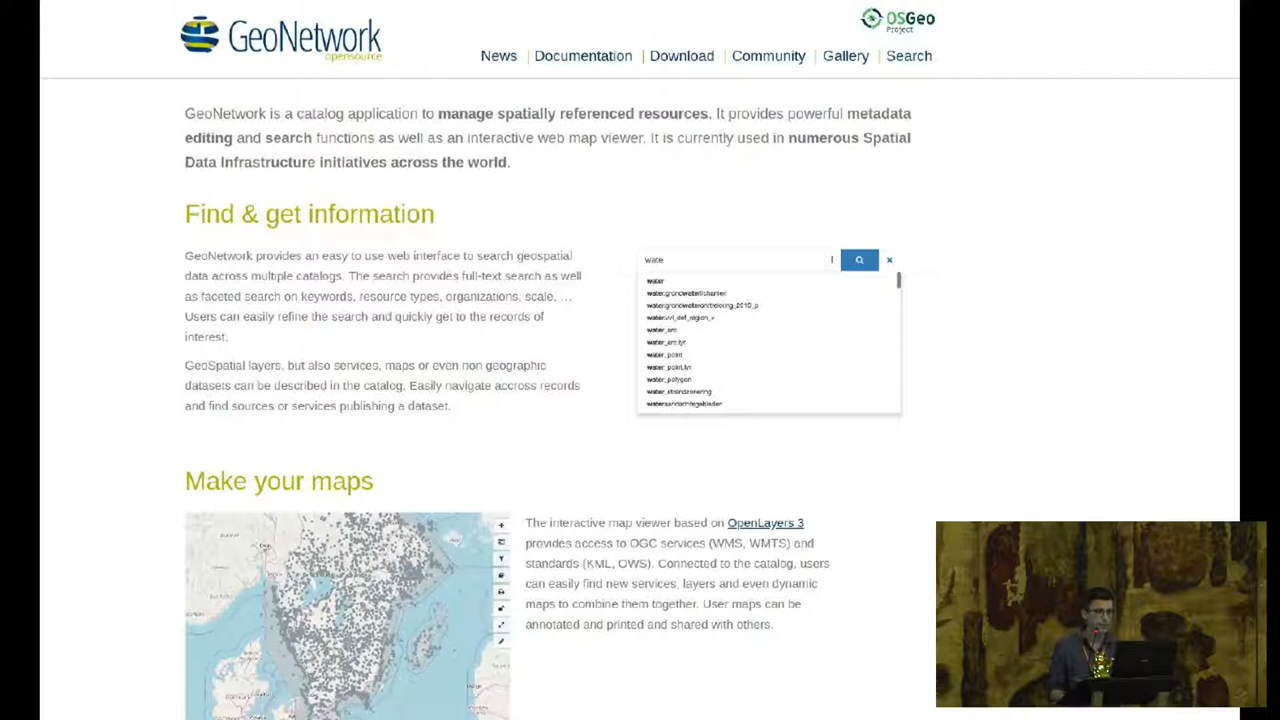 GeoNetwork
opensource
OSGeo
Project
News
Documentation
Download
Community
Gallery
Search
GeoNetwork is a catalog application to manage spatially referenced resources. It provides powerful metadata
editing and search functions as well as an interactive web map viewer. It is currently used in numerous Spatial
Data Infrastructure initiatives across the world.
Find & get information
GeoNetwork provides an easy to use web interface to search geospatial
data across multiple catalogs. The search provides full-text search as well
as faceted search on keywords, resource types, organizations, scale, …
Users can easily refine the search and quickly get to the records of
interest.
GeoSpatial layers, but also services, maps or even non geographic
datasets can be described in the catalog. Easily navigate accross records
and find sources or services publishing a dataset.
wate
water
water_src
water_src.lyr
water_point
water_point.lyr
water_polygon
Make your maps
The interactive map viewer based on OpenLayers 3
provides access to OGC services (WMS, WMTS) and
standards (KML, OWS). Connected to the catalog, users
can easily find new services, layers and even dynamic
maps to combine them together. User maps can be
annotated and printed and shared with others.